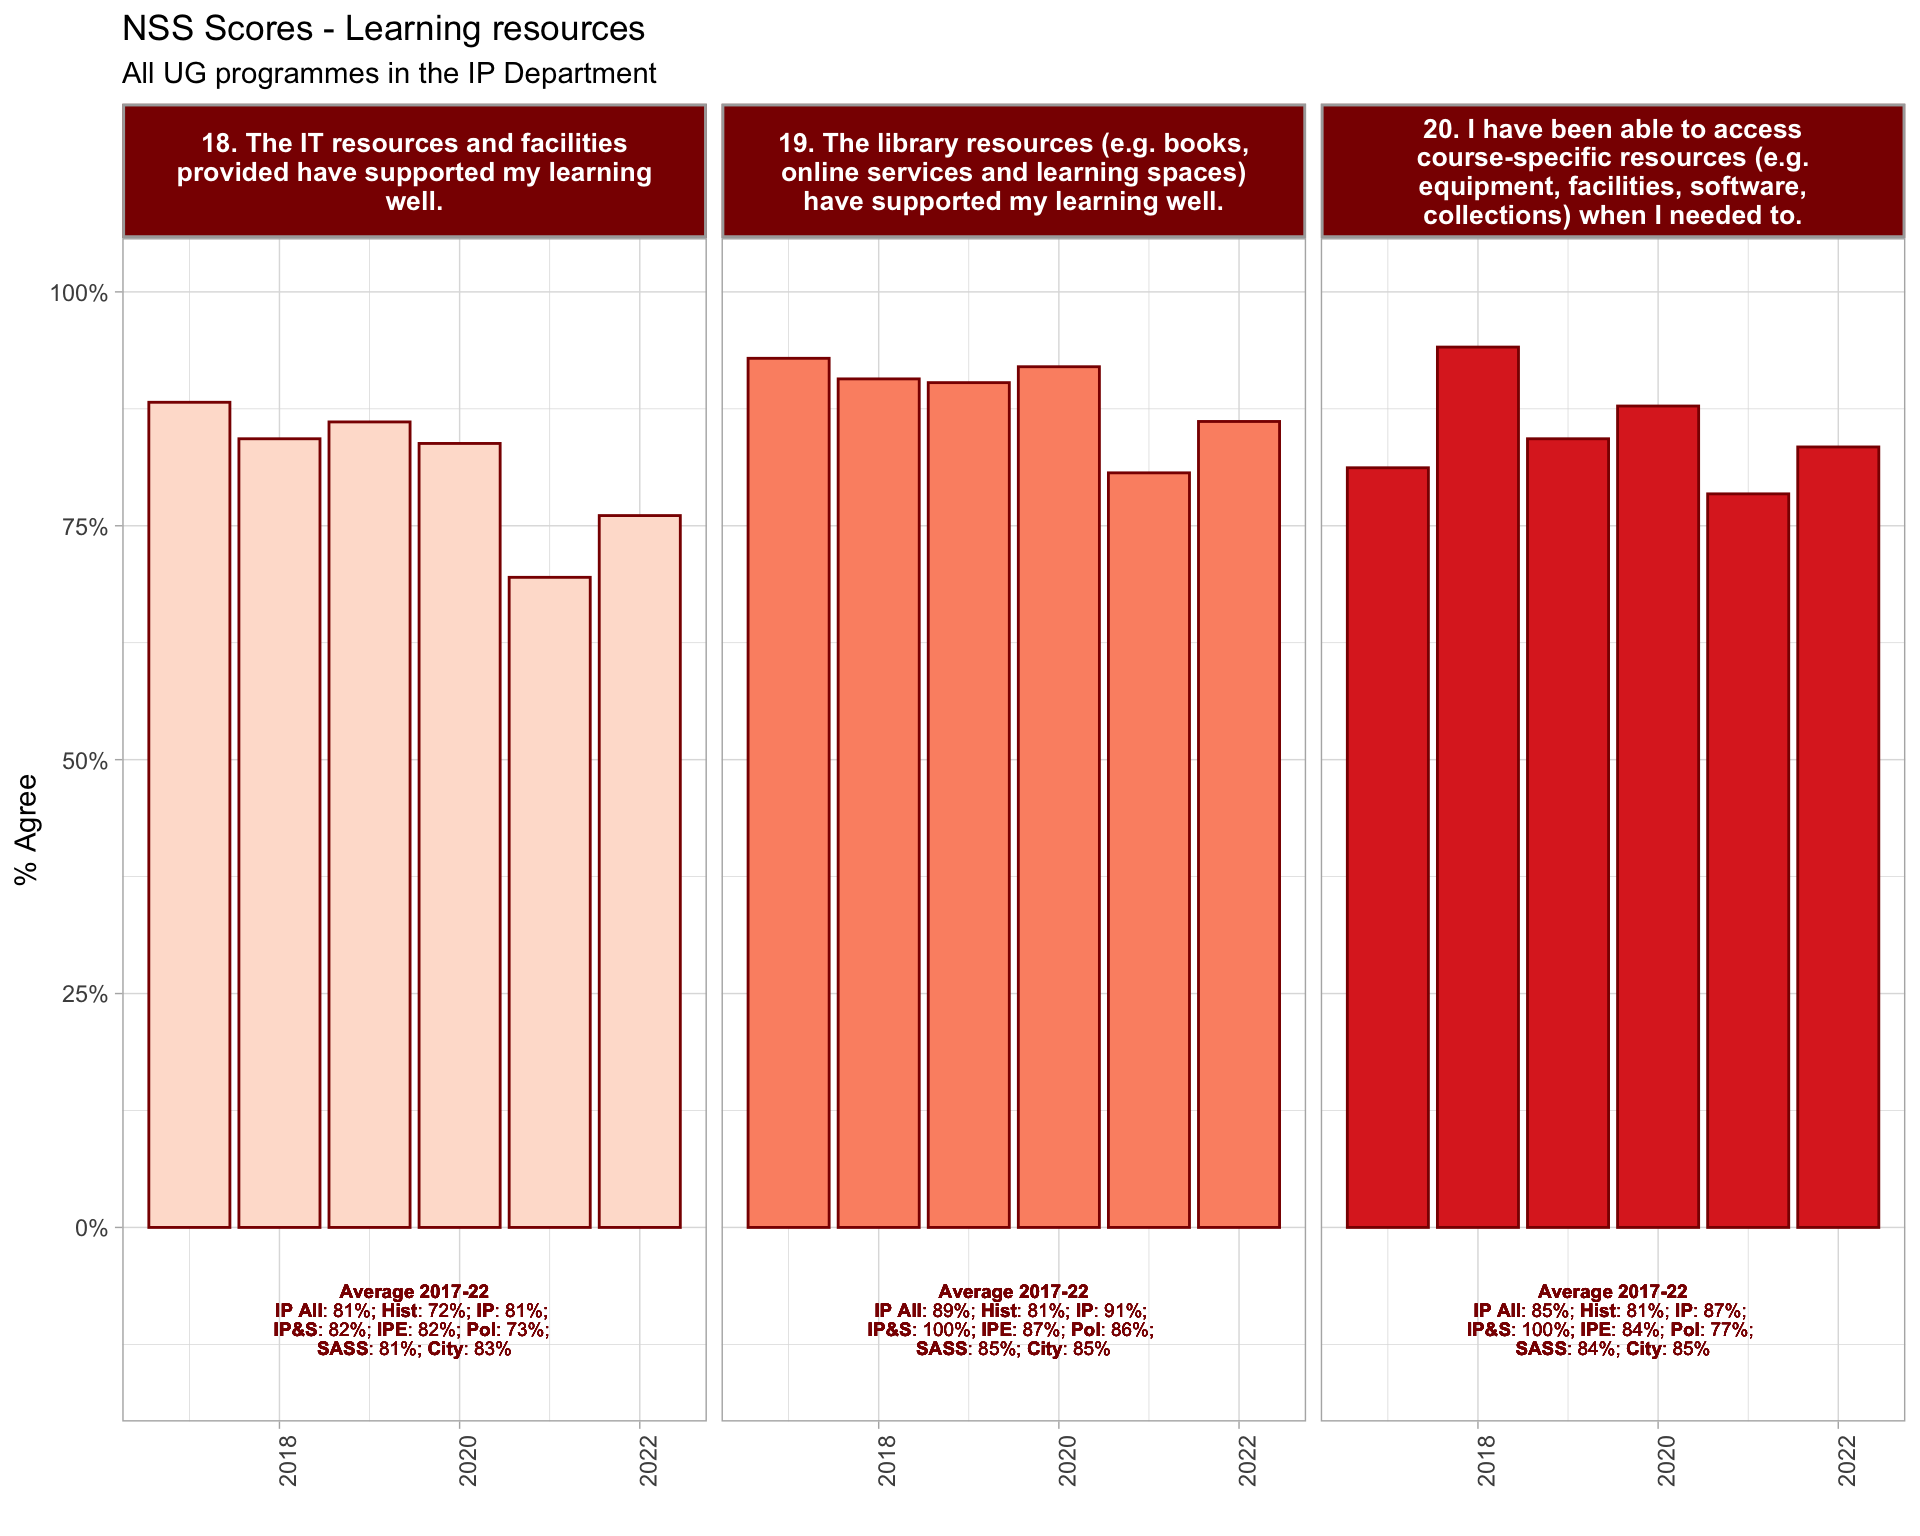 NSS Scores - Learning resources
All UG programmes in the IP Department
18. The IT resources and facilities
provided have supported my learning
well.
19. The library resources (e.g. books,
online services and learning spaces)
have supported my learning well.
20. I have been able to access
course-specific resources (e.g.
equipment, facilities, software,
collections) when I needed to.
% Agree
100%
75%
50%
25%
0%
Average 2017-22
IP All: 81%; Hist: 72%; IP: 81%;
IP&S: 82%; IPE: 82%; Pol: 73%;
SASS: 81%; City: 83%
Average 2017-22
IP All: 89%; Hist: 81%; IP: 91%;
IP&S: 100%; IPE: 87%; Pol: 86%;
SASS: 85%; City: 85%
Average 2017-22
IP All: 85%; Hist: 81%; IP: 87%;
IP&S: 100%; IPE: 84%; Pol: 77%;
SASS: 84%; City: 85%
2018
2020
2022
2018
2020
2022
2018
2020
2022